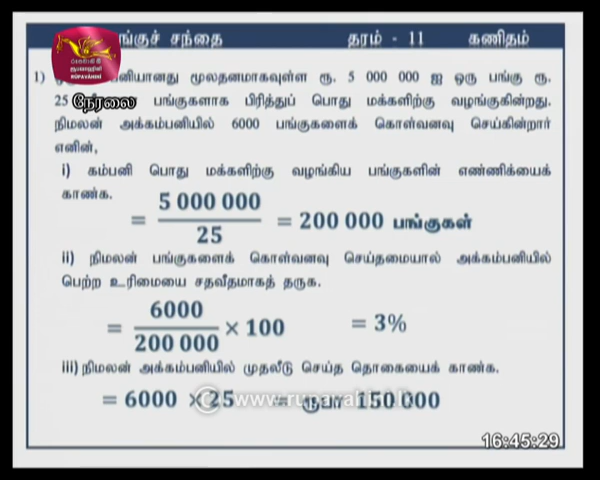 ங்குச் சந்தை தரம் - 11 கணிதம்
1) னியானது மூலதனமாகவுள்ள ரூ. 5 000 000 ஐ ஒரு பங்கு ரூ.
25 நேரலை பங்குகளாக பிரித்துப் பொது மக்களிற்கு வழங்குகின்றது.
நிமலன் அக்கம்பனியில் 6000 பங்குகளைக் கொள்வனவு செய்கின்றார்
எனின்,
i) கம்பனி பொது மக்களிற்கு வழங்கிய பங்குகளின் எண்ணிக்கையைக்
காண்க.
= 5 000 000 / 25 = 200 000 பங்குகள்
ii) நிமலன் பங்குகளைக் கொள்வனவு செய்தமையால் அக்கம்பனியில்
பெற்ற உரிமையை சதவீதமாகத் தருக.
= 6000 / 200 000 × 100 = 3%
iii) நிமலன் அக்கம்பனியில் முதலீடு செய்த தொகையைக் காண்க.
= 6000 × 25 = ரூபா 150 000
RUPAVAHINI
16:45:29